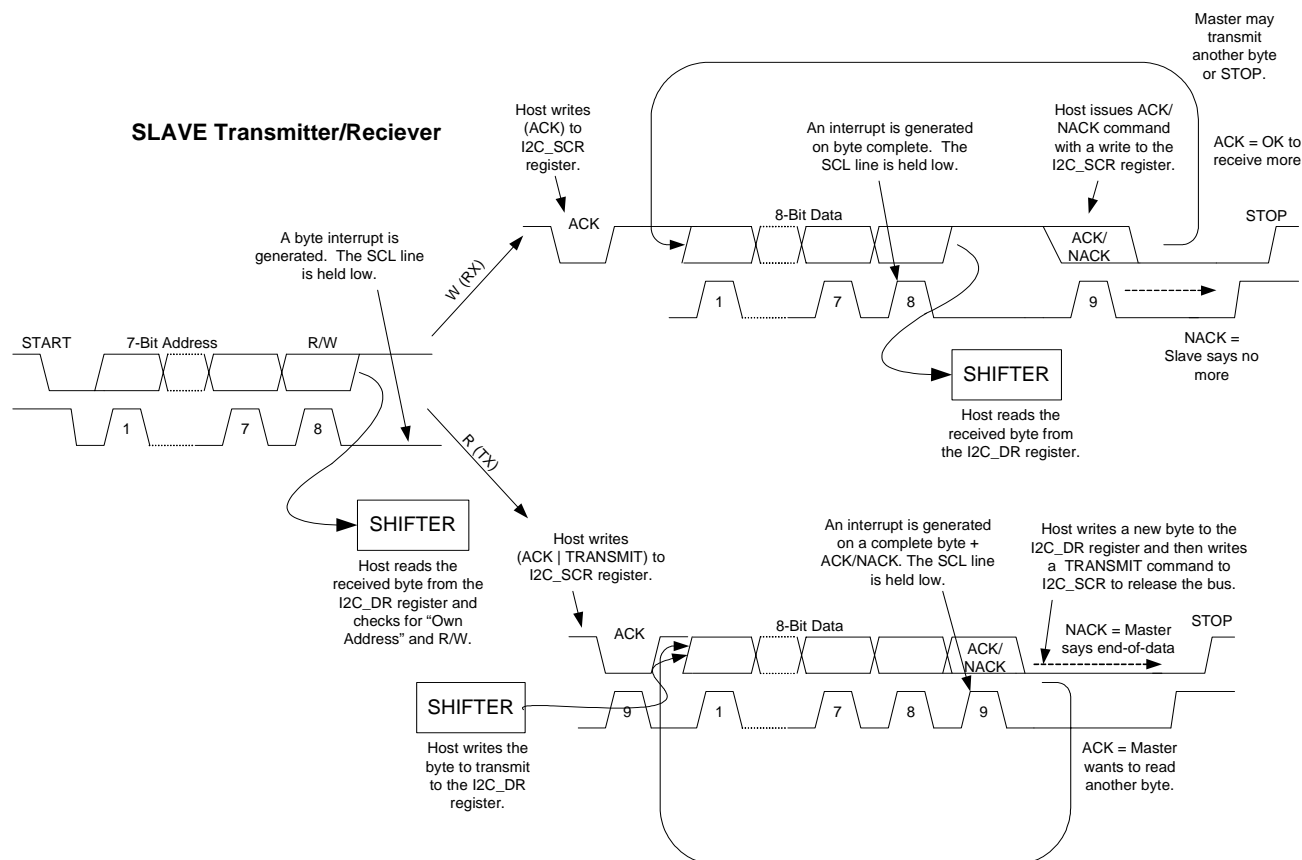 Master may
transmit
another byte
or STOP.
SLAVE Transmitter/Reciever
Host writes
(ACK) to
I2C_SCR
register.
An interrupt is generated
on byte complete. The
SCL line is held low.
Host issues ACK/
NACK command
with a write to the
I2C_SCR register.
ACK = OK to
receive more
ACK
8-Bit Data
ACK/
NACK
STOP
1
7
8
9
NACK =
Slave says no
more
SHIFTER
Host reads the
received byte from
the I2C_DR register.
A byte interrupt is
generated. The SCL line
is held low.
W (RX)
START
7-Bit Address
R/W
1
7
8
R (TX)
SHIFTER
Host reads the
received byte from the
I2C_DR register and
checks for “Own
Address” and R/W.
Host writes
(ACK | TRANSMIT) to
I2C_SCR register.
An interrupt is generated
on a complete byte +
ACK/NACK. The SCL line
is held low.
Host writes a new byte to the
I2C_DR register and then writes
a TRANSMIT command to
I2C_SCR to release the bus.
ACK
8-Bit Data
ACK/
NACK
NACK = Master
says end-of-data
STOP
SHIFTER
9
1
7
8
9
Host writes the
byte to transmit
to the I2C_DR
register.
ACK = Master
wants to read
another byte.